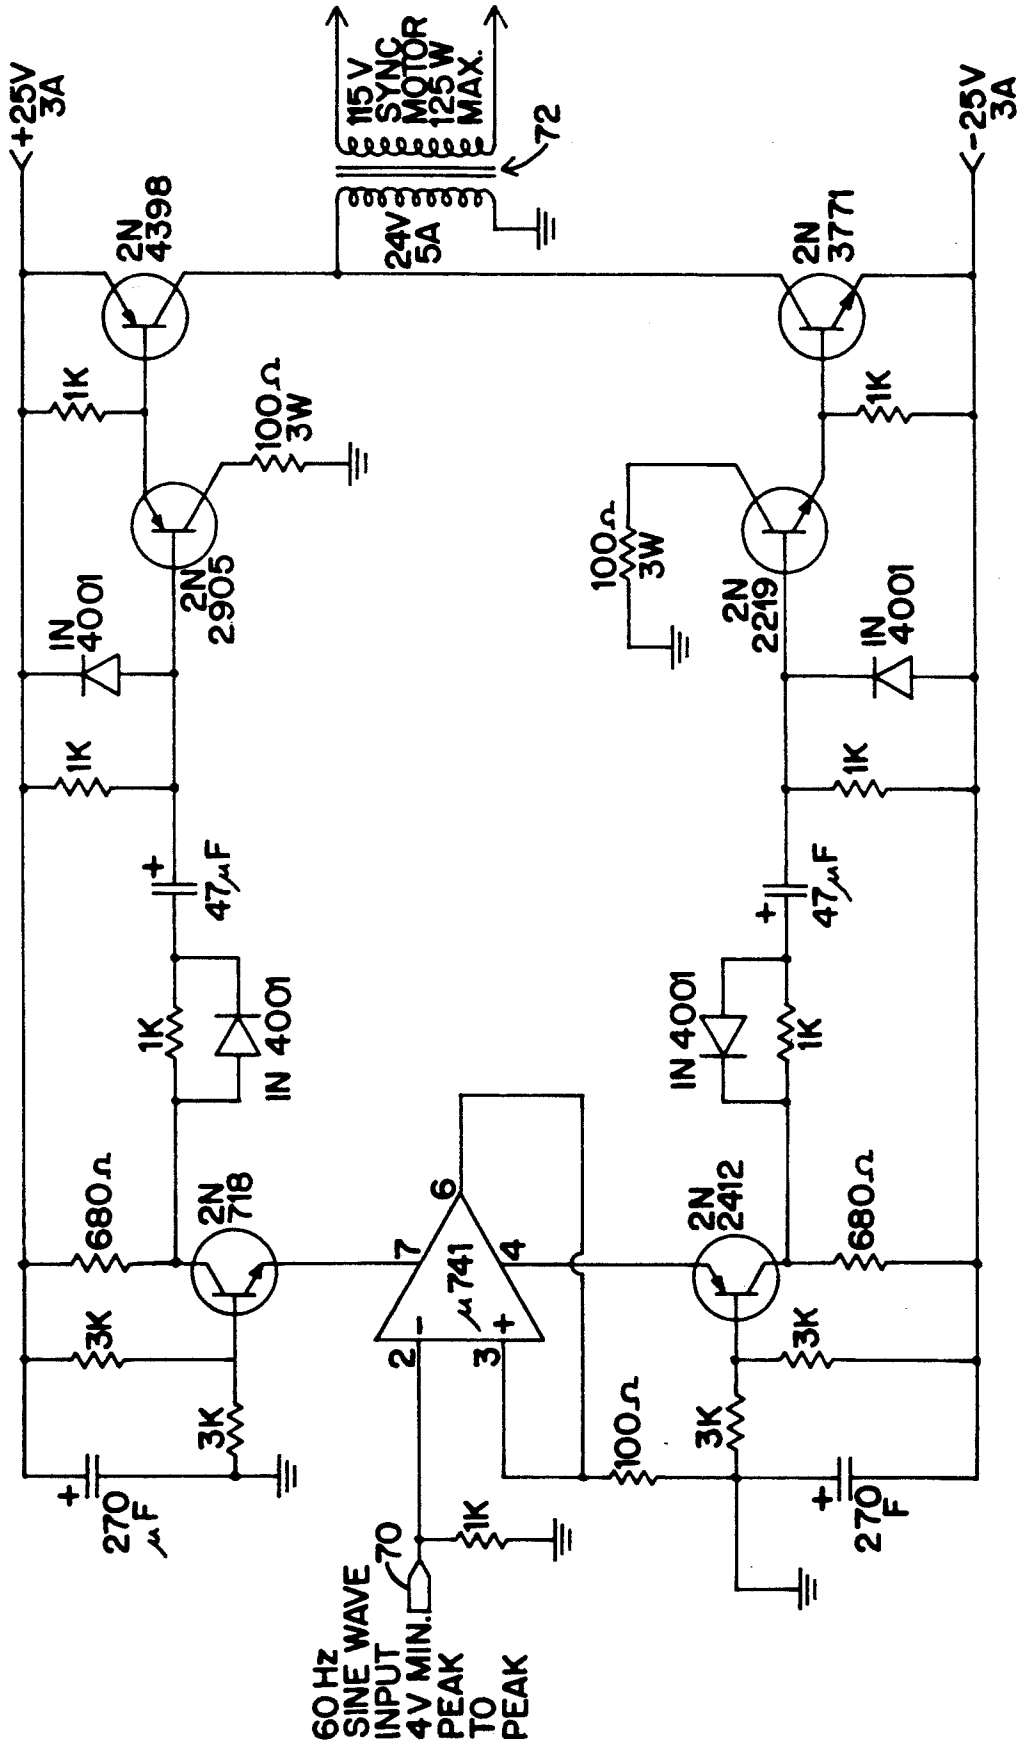 +25V
3A
115V
SYNC
MOTOR
125W
MAX.
72
24V
5A
-25V
3A
2N
4398
2N
3771
1K
100Ω
3W
1K
2N
2905
100Ω
3W
2N
2219
IN
4001
IN
4001
1K
1K
+
47μF
+
47μF
1K
IN 4001
IN 4001
1K
680Ω
2N
718
6
7
4
μ741
2
-
3
+
2N
2412
680Ω
3K
3K
3K
3K
100Ω
+
270
μF
1K
+
270
F
70
60 Hz
SINE WAVE
INPUT
4V MIN.
PEAK
TO
PEAK